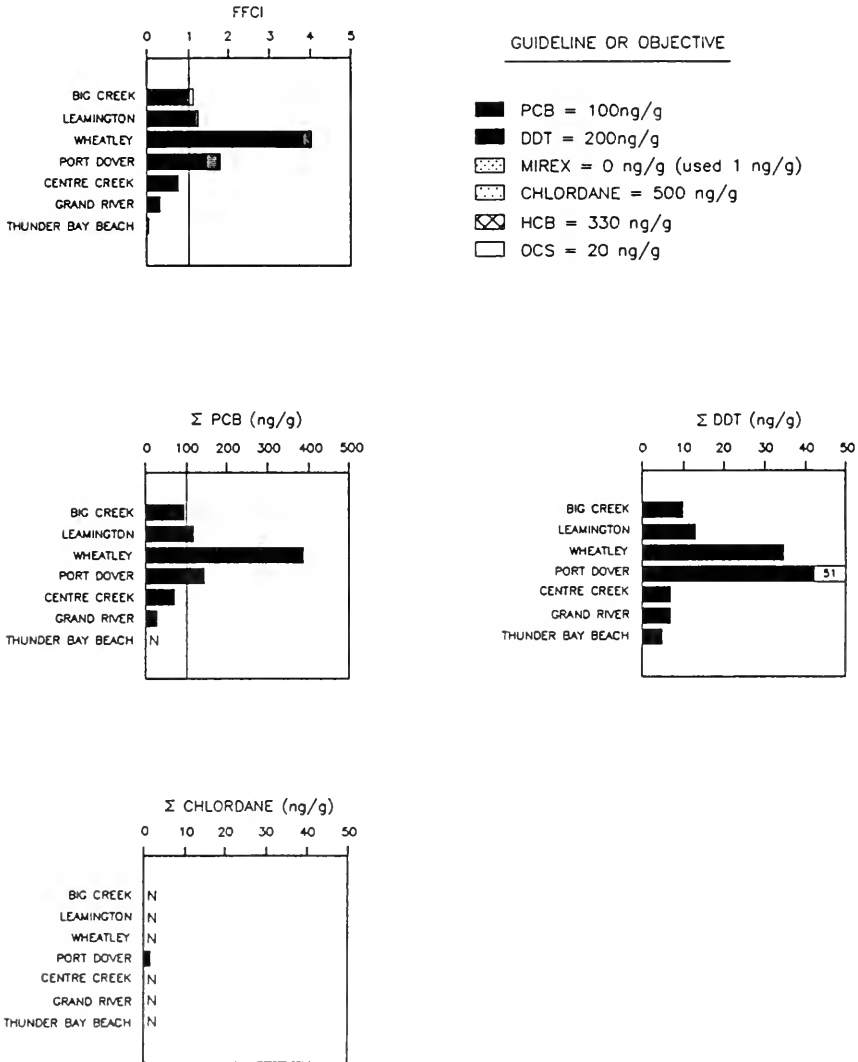 FFCI
0 1 2 3 4 5
BIG CREEK
LEAMINGTON
WHEATLEY
PORT DOVER
CENTRE CREEK
GRAND RIVER
THUNDER BAY BEACH
GUIDELINE OR OBJECTIVE
PCB = 100ng/g
DDT = 200ng/g
MIREX = 0 ng/g (used 1 ng/g)
CHLORDANE = 500 ng/g
HCB = 330 ng/g
OCS = 20 ng/g
Σ PCB (ng/g)
0 100 200 300 400 500
BIG CREEK
LEAMINGTON
WHEATLEY
PORT DOVER
CENTRE CREEK
GRAND RIVER
THUNDER BAY BEACH N
Σ DDT (ng/g)
0 10 20 30 40 50
BIG CREEK
LEAMINGTON
WHEATLEY
PORT DOVER 51
CENTRE CREEK
GRAND RIVER
THUNDER BAY BEACH
Σ CHLORDANE (ng/g)
0 10 20 30 40 50
BIG CREEK N
LEAMINGTON N
WHEATLEY N
PORT DOVER
CENTRE CREEK N
GRAND RIVER N
THUNDER BAY BEACH N